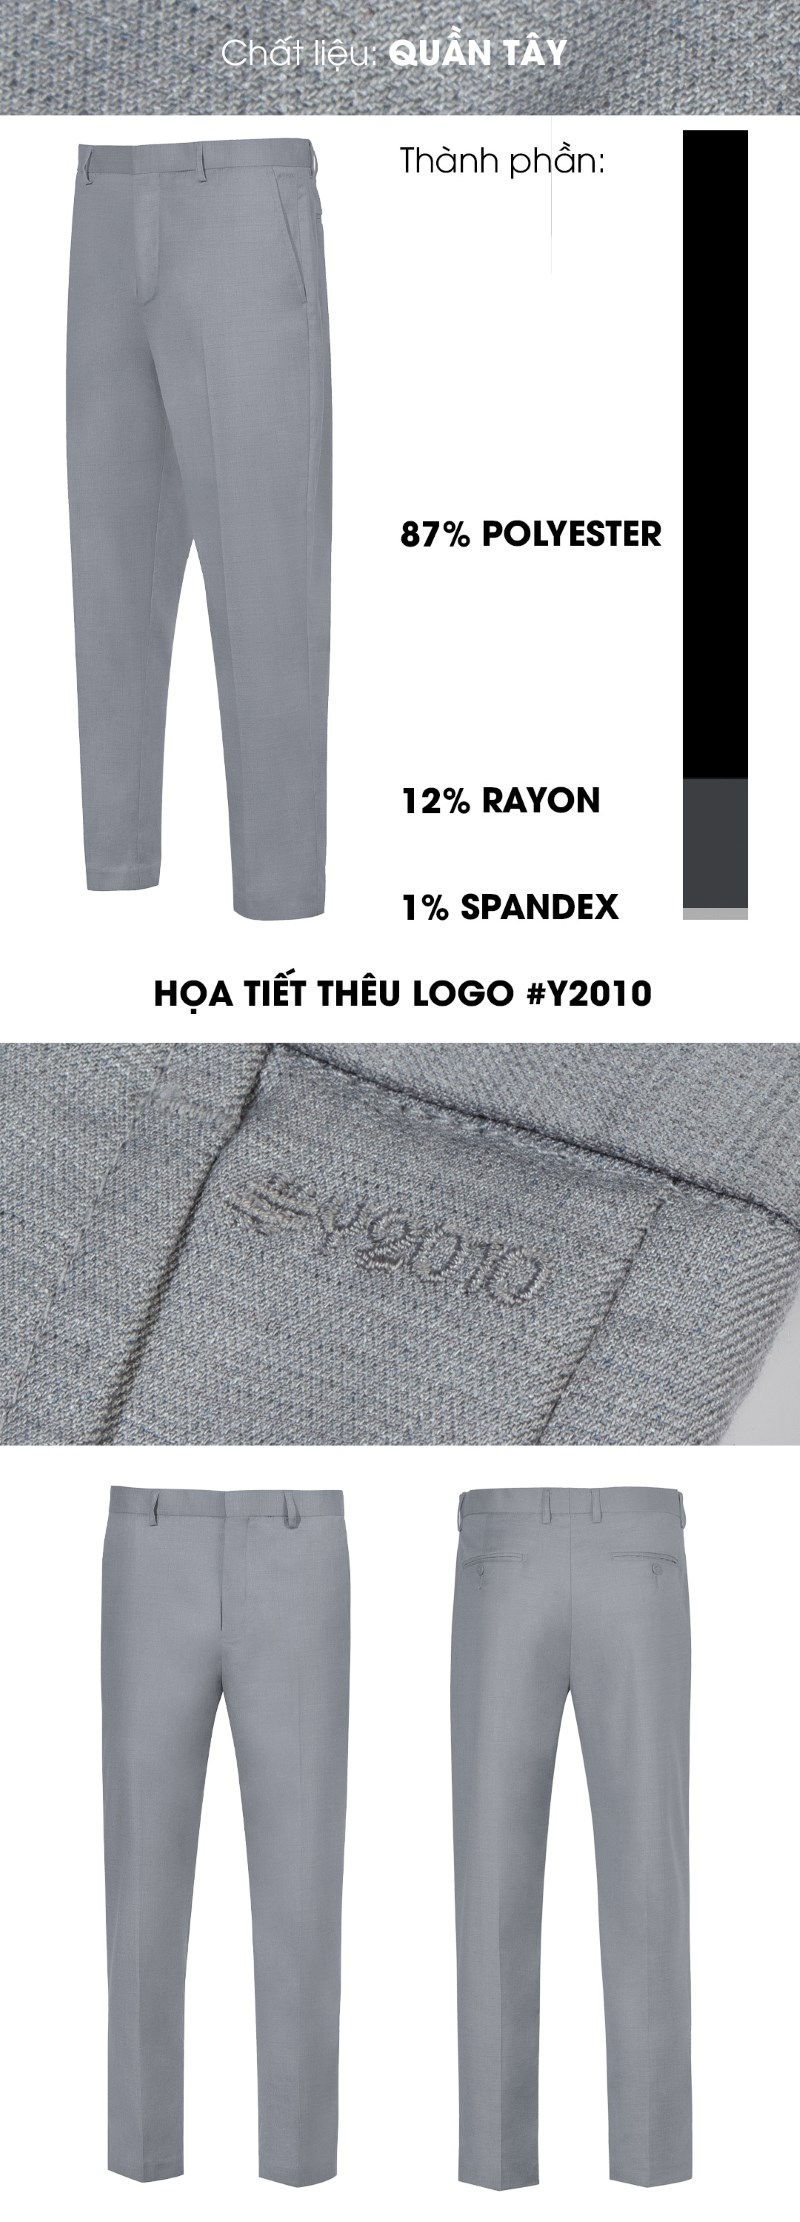 Chất liệu: QUẦN TÂY
Thành phần:
87% POLYESTER
12% RAYON
1% SPANDEX
HỌA TIẾT THÊU LOGO #Y2010
Y2010